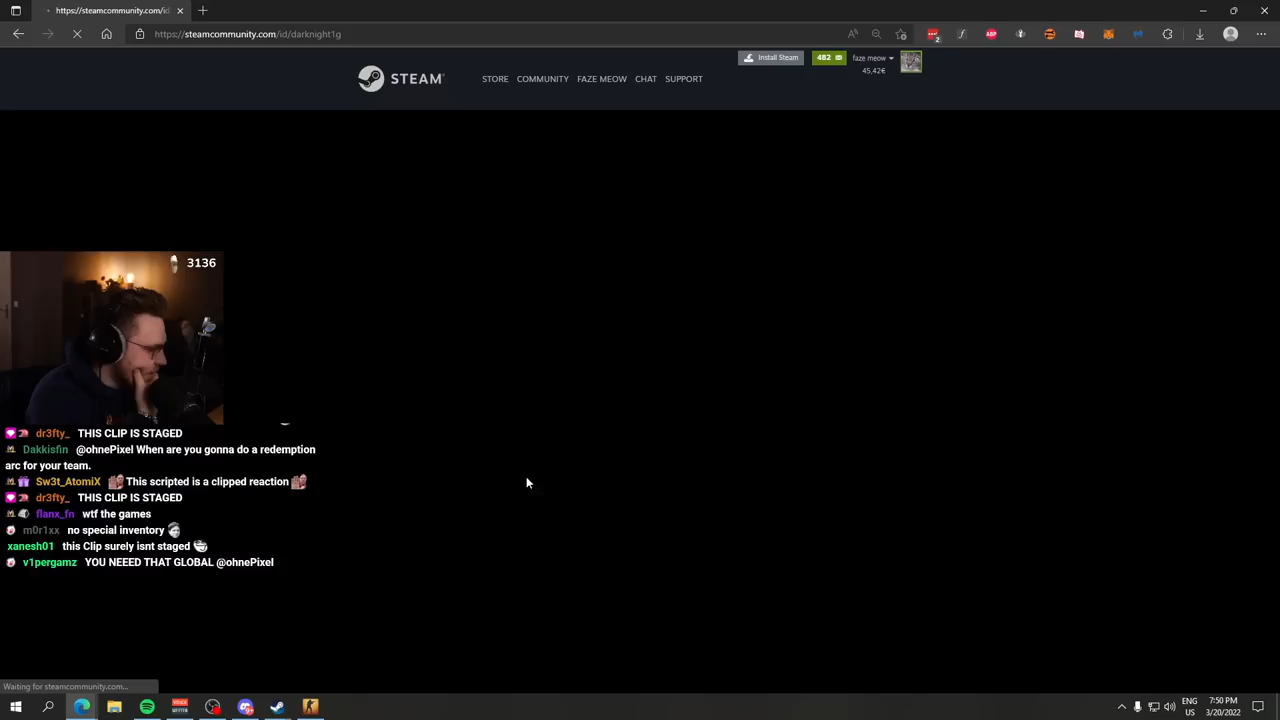 https://steamcommunity.com/id
https://steamcommunity.com/id/darknight1g
Install Steam
482
faze meow
45,42€
STEAM
STORE COMMUNITY FAZE MEOW CHAT SUPPORT
3136
dr3fty_ THIS CLIP IS STAGED
Dakkisfin @ohnePixel When are you gonna do a redemption
arc for your team.
Sw3t_AtomiX This scripted is a clipped reaction
dr3fty_ THIS CLIP IS STAGED
flanx_fn wtf the games
m0r1xx no special inventory
xanesh01 this Clip surely isnt staged
v1pergamz YOU NEEED THAT GLOBAL @ohnePixel
Waiting for steamcommunity.com...
ENG
US
7:50 PM
3/20/2022